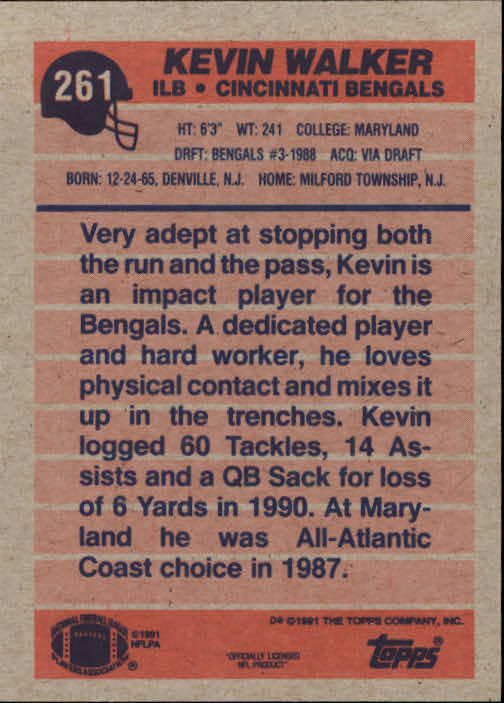 261
KEVIN WALKER
ILB • CINCINNATI BENGALS
HT: 6'3" WT: 241 COLLEGE: MARYLAND
DRFT: BENGALS #3-1988 ACQ: VIA DRAFT
BORN: 12-24-65, DENVILLE, N.J. HOME: MILFORD TOWNSHIP, N.J.
Very adept at stopping both
the run and the pass, Kevin is
an impact player for the
Bengals. A dedicated player
and hard worker, he loves
physical contact and mixes it
up in the trenches. Kevin
logged 60 Tackles, 14 As-
sists and a QB Sack for loss
of 6 Yards in 1990. At Mary-
land he was All-Atlantic
Coast choice in 1987.
D* © 1991 THE TOPPS COMPANY, INC.
©1991
NFLPA
"OFFICIALLY LICENSED
NFL PRODUCT"
topps®